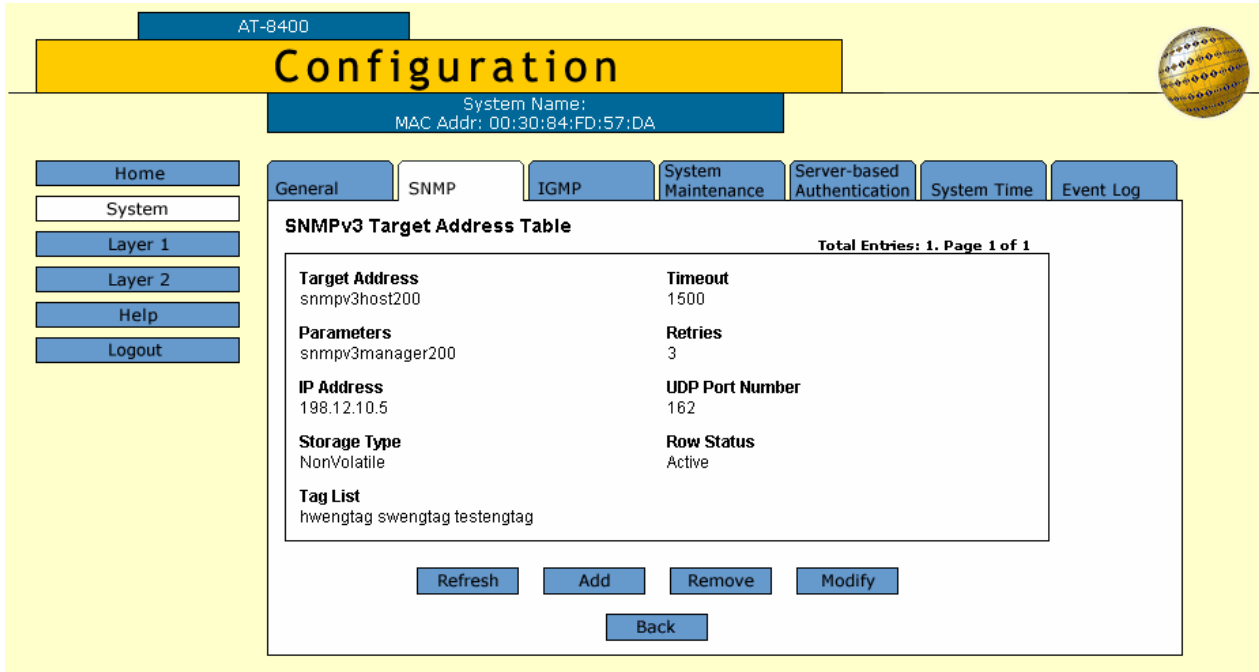 AT-8400
Configuration
System Name:
MAC Addr: 00:30:84:FD:57:DA
Home
System
Layer 1
Layer 2
Help
Logout
General
SNMP
IGMP
System
Maintenance
Server-based
Authentication
System Time
Event Log
SNMPv3 Target Address Table
Total Entries: 1. Page 1 of 1
Target Address
snmpv3host200
Timeout
1500
Parameters
snmpv3manager200
Retries
3
IP Address
198.12.10.5
UDP Port Number
162
Storage Type
NonVolatile
Row Status
Active
Tag List
hwengtag swengtag testengtag
Refresh
Add
Remove
Modify
Back